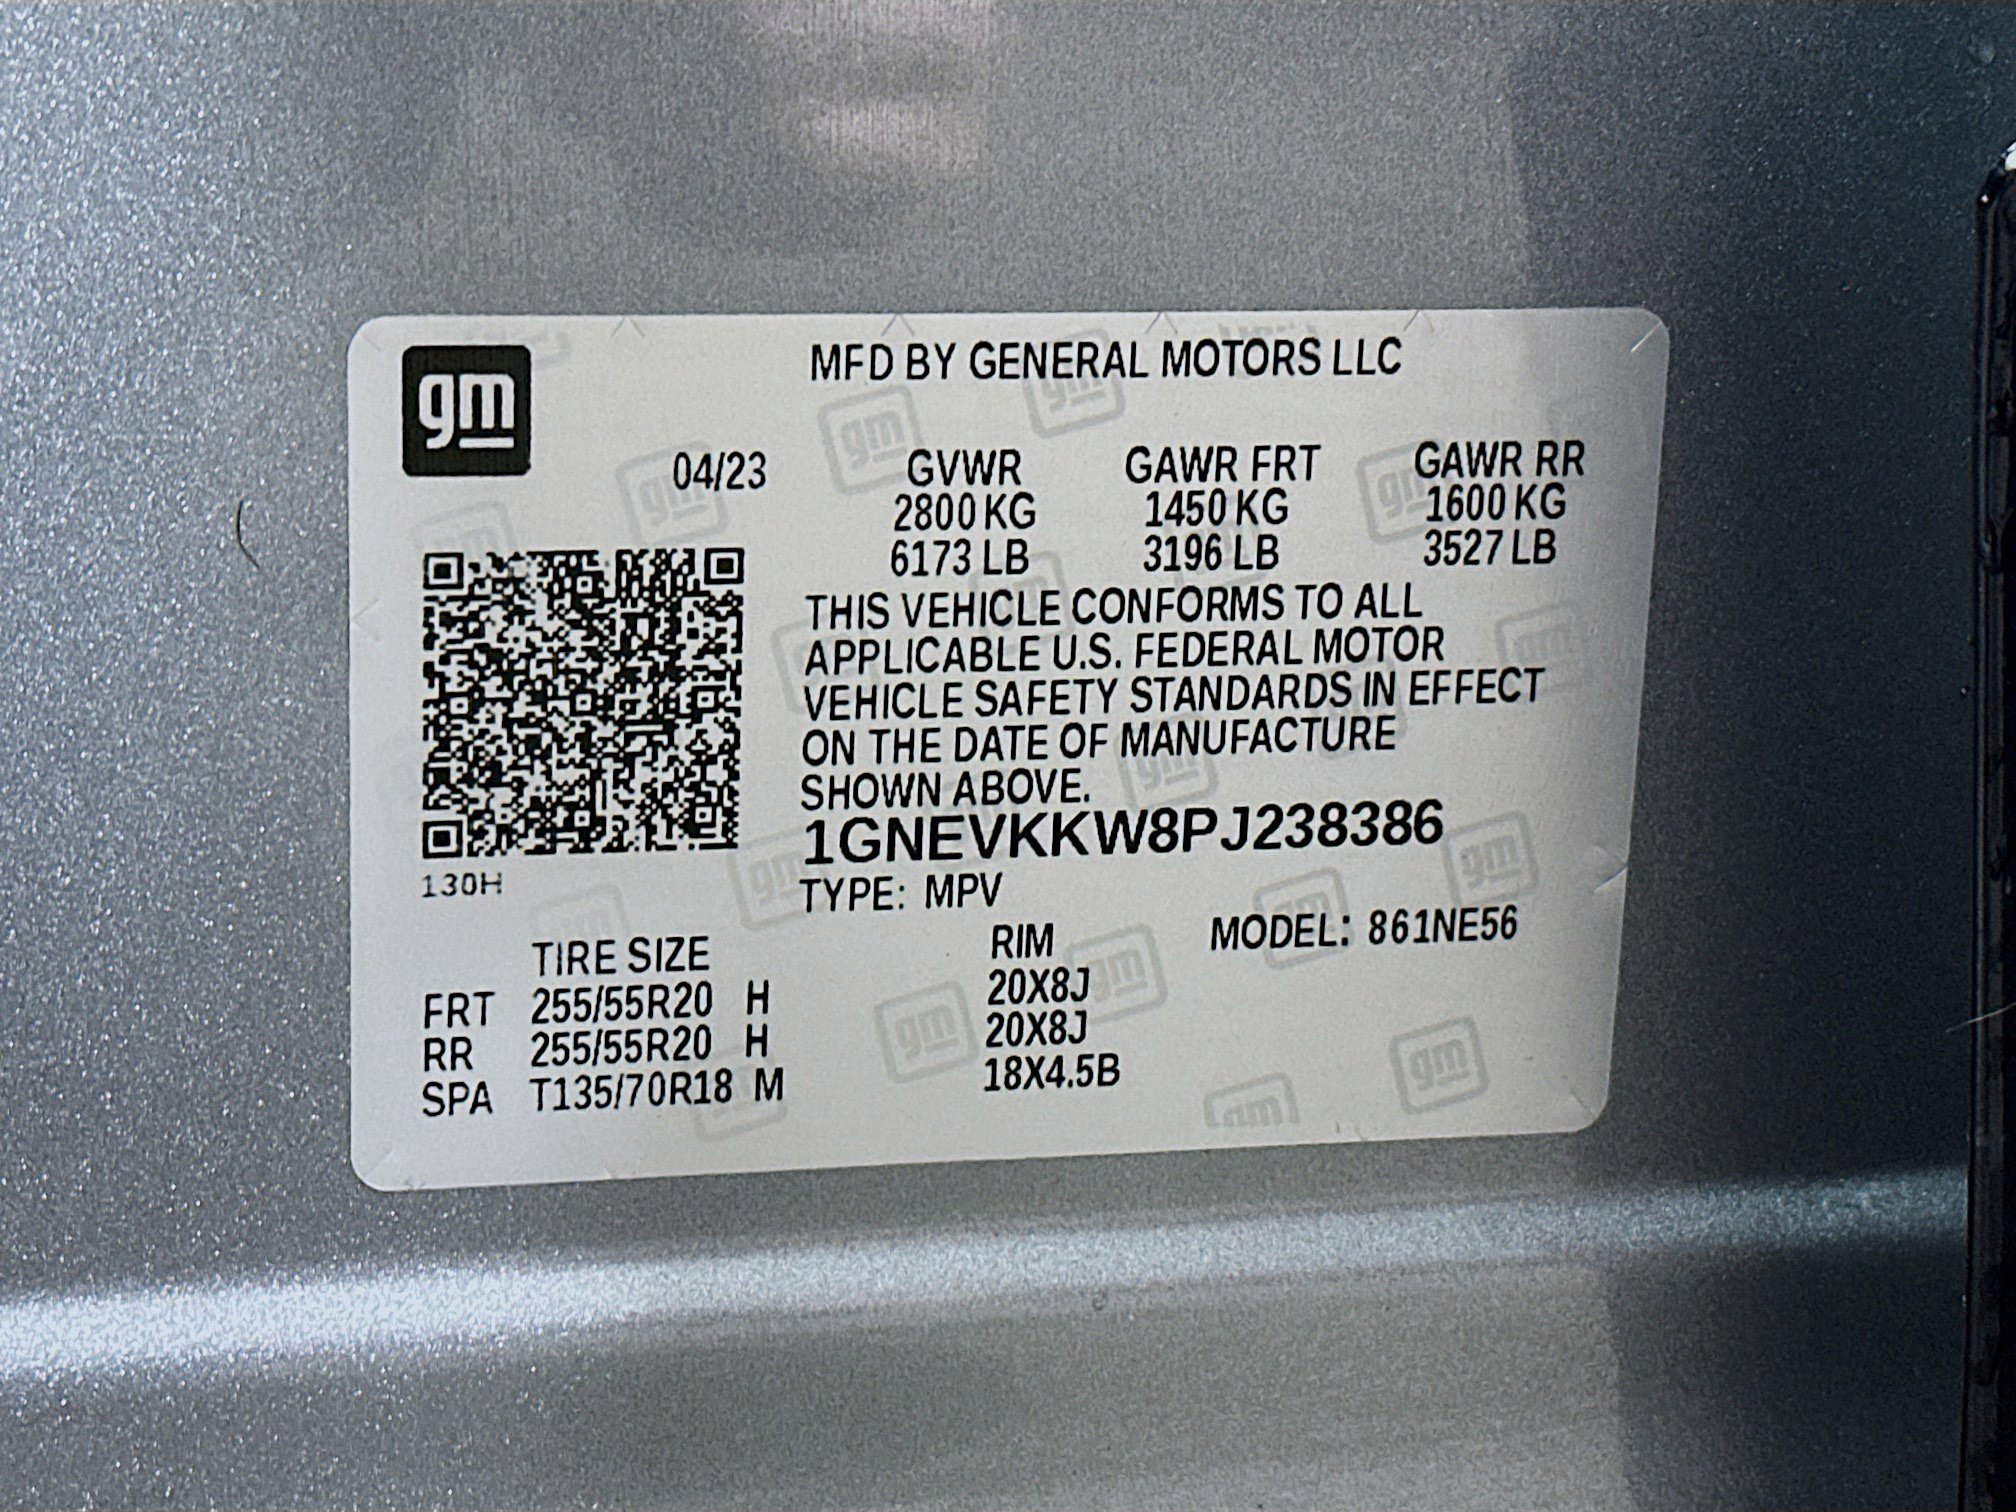 gm
MFD BY GENERAL MOTORS LLC
04/23 GVWR GAWR FRT GAWR RR
2800 KG 1450 KG 1600 KG
6173 LB 3196 LB 3527 LB
THIS VEHICLE CONFORMS TO ALL
APPLICABLE U.S. FEDERAL MOTOR
VEHICLE SAFETY STANDARDS IN EFFECT
ON THE DATE OF MANUFACTURE
SHOWN ABOVE.
1GNEVKKW8PJ238386
130H
TYPE: MPV
MODEL: 861NE56
TIRE SIZE RIM
FRT 255/55R20 H 20X8J
RR 255/55R20 H 20X8J
SPA T135/70R18 M 18X4.5B